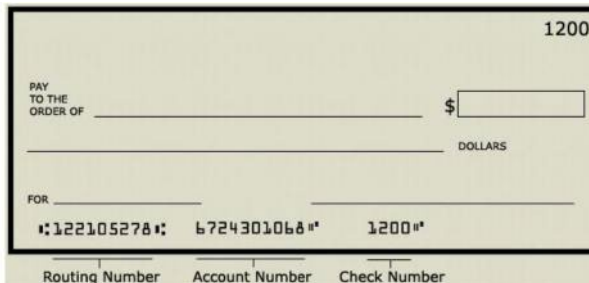 1200
PAY
TO THE
ORDER OF $
DOLLARS
FOR
⑆122105278⑆ 6724301068⑈ 1200⑈
Routing Number Account Number Check Number